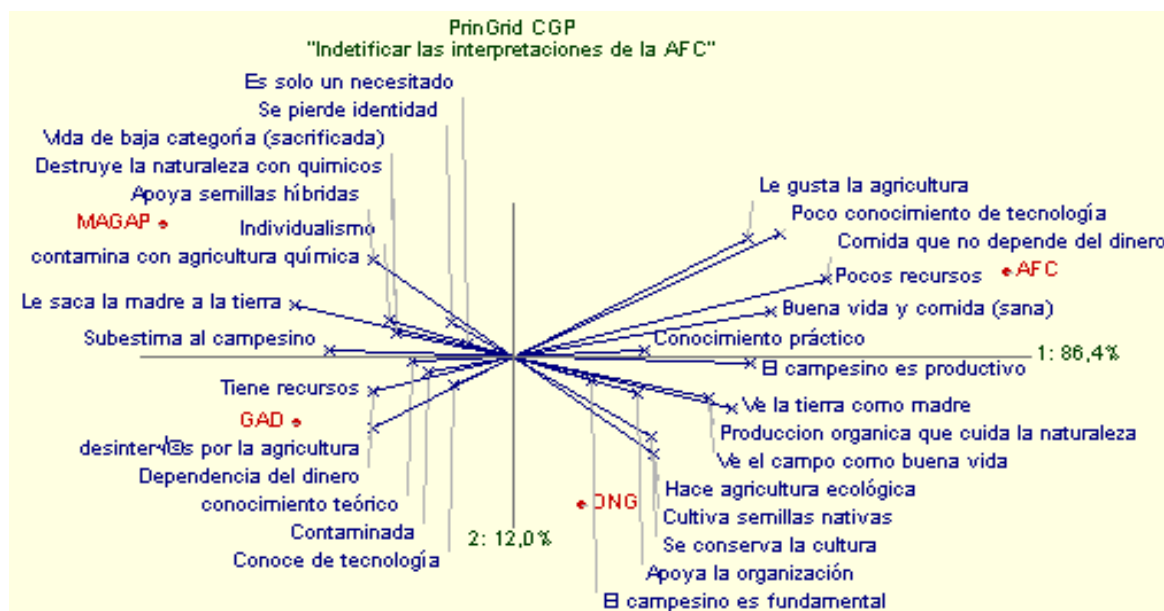 PrinGrid CGP
"Indetificar las interpretaciones de la AFC"
Es solo un necesitado
Se pierde identidad
Vida de baja categoría (sacrificada)
Destruye la naturaleza con quimicos
Apoya semillas híbridas
MAGAP
Individualismo
contamina con agricultura química
Le saca la madre a la tierra
Subestima al campesino
Tiene recursos
GAD
por la agricultura
Dependencia del dinero
conocimiento teórico
Contaminada
Conoce de tecnología
2: 12,0%
Le gusta la agricultura
Poco conocimiento de tecnología
Comida que no depende del dinero
AFC
Pocos recursos
Buena vida y comida (sana)
Conocimiento práctico
1: 86,4%
El campesino es productivo
Ve la tierra como madre
Produccion organica que cuida la naturaleza
Ve el campo como buena vida
ONG
Hace agricultura ecológica
Cultiva semillas nativas
Se conserva la cultura
Apoya la organización
El campesino es fundamental